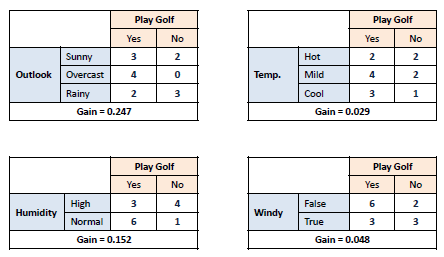 Play Golf
Yes No
Outlook
Sunny 3 2
Overcast 4 0
Rainy 2 3
Gain = 0.247
Play Golf
Yes No
Temp.
Hot 2 2
Mild 4 2
Cool 3 1
Gain = 0.029
Play Golf
Yes No
Humidity
High 3 4
Normal 6 1
Gain = 0.152
Play Golf
Yes No
Windy
False 6 2
True 3 3
Gain = 0.048